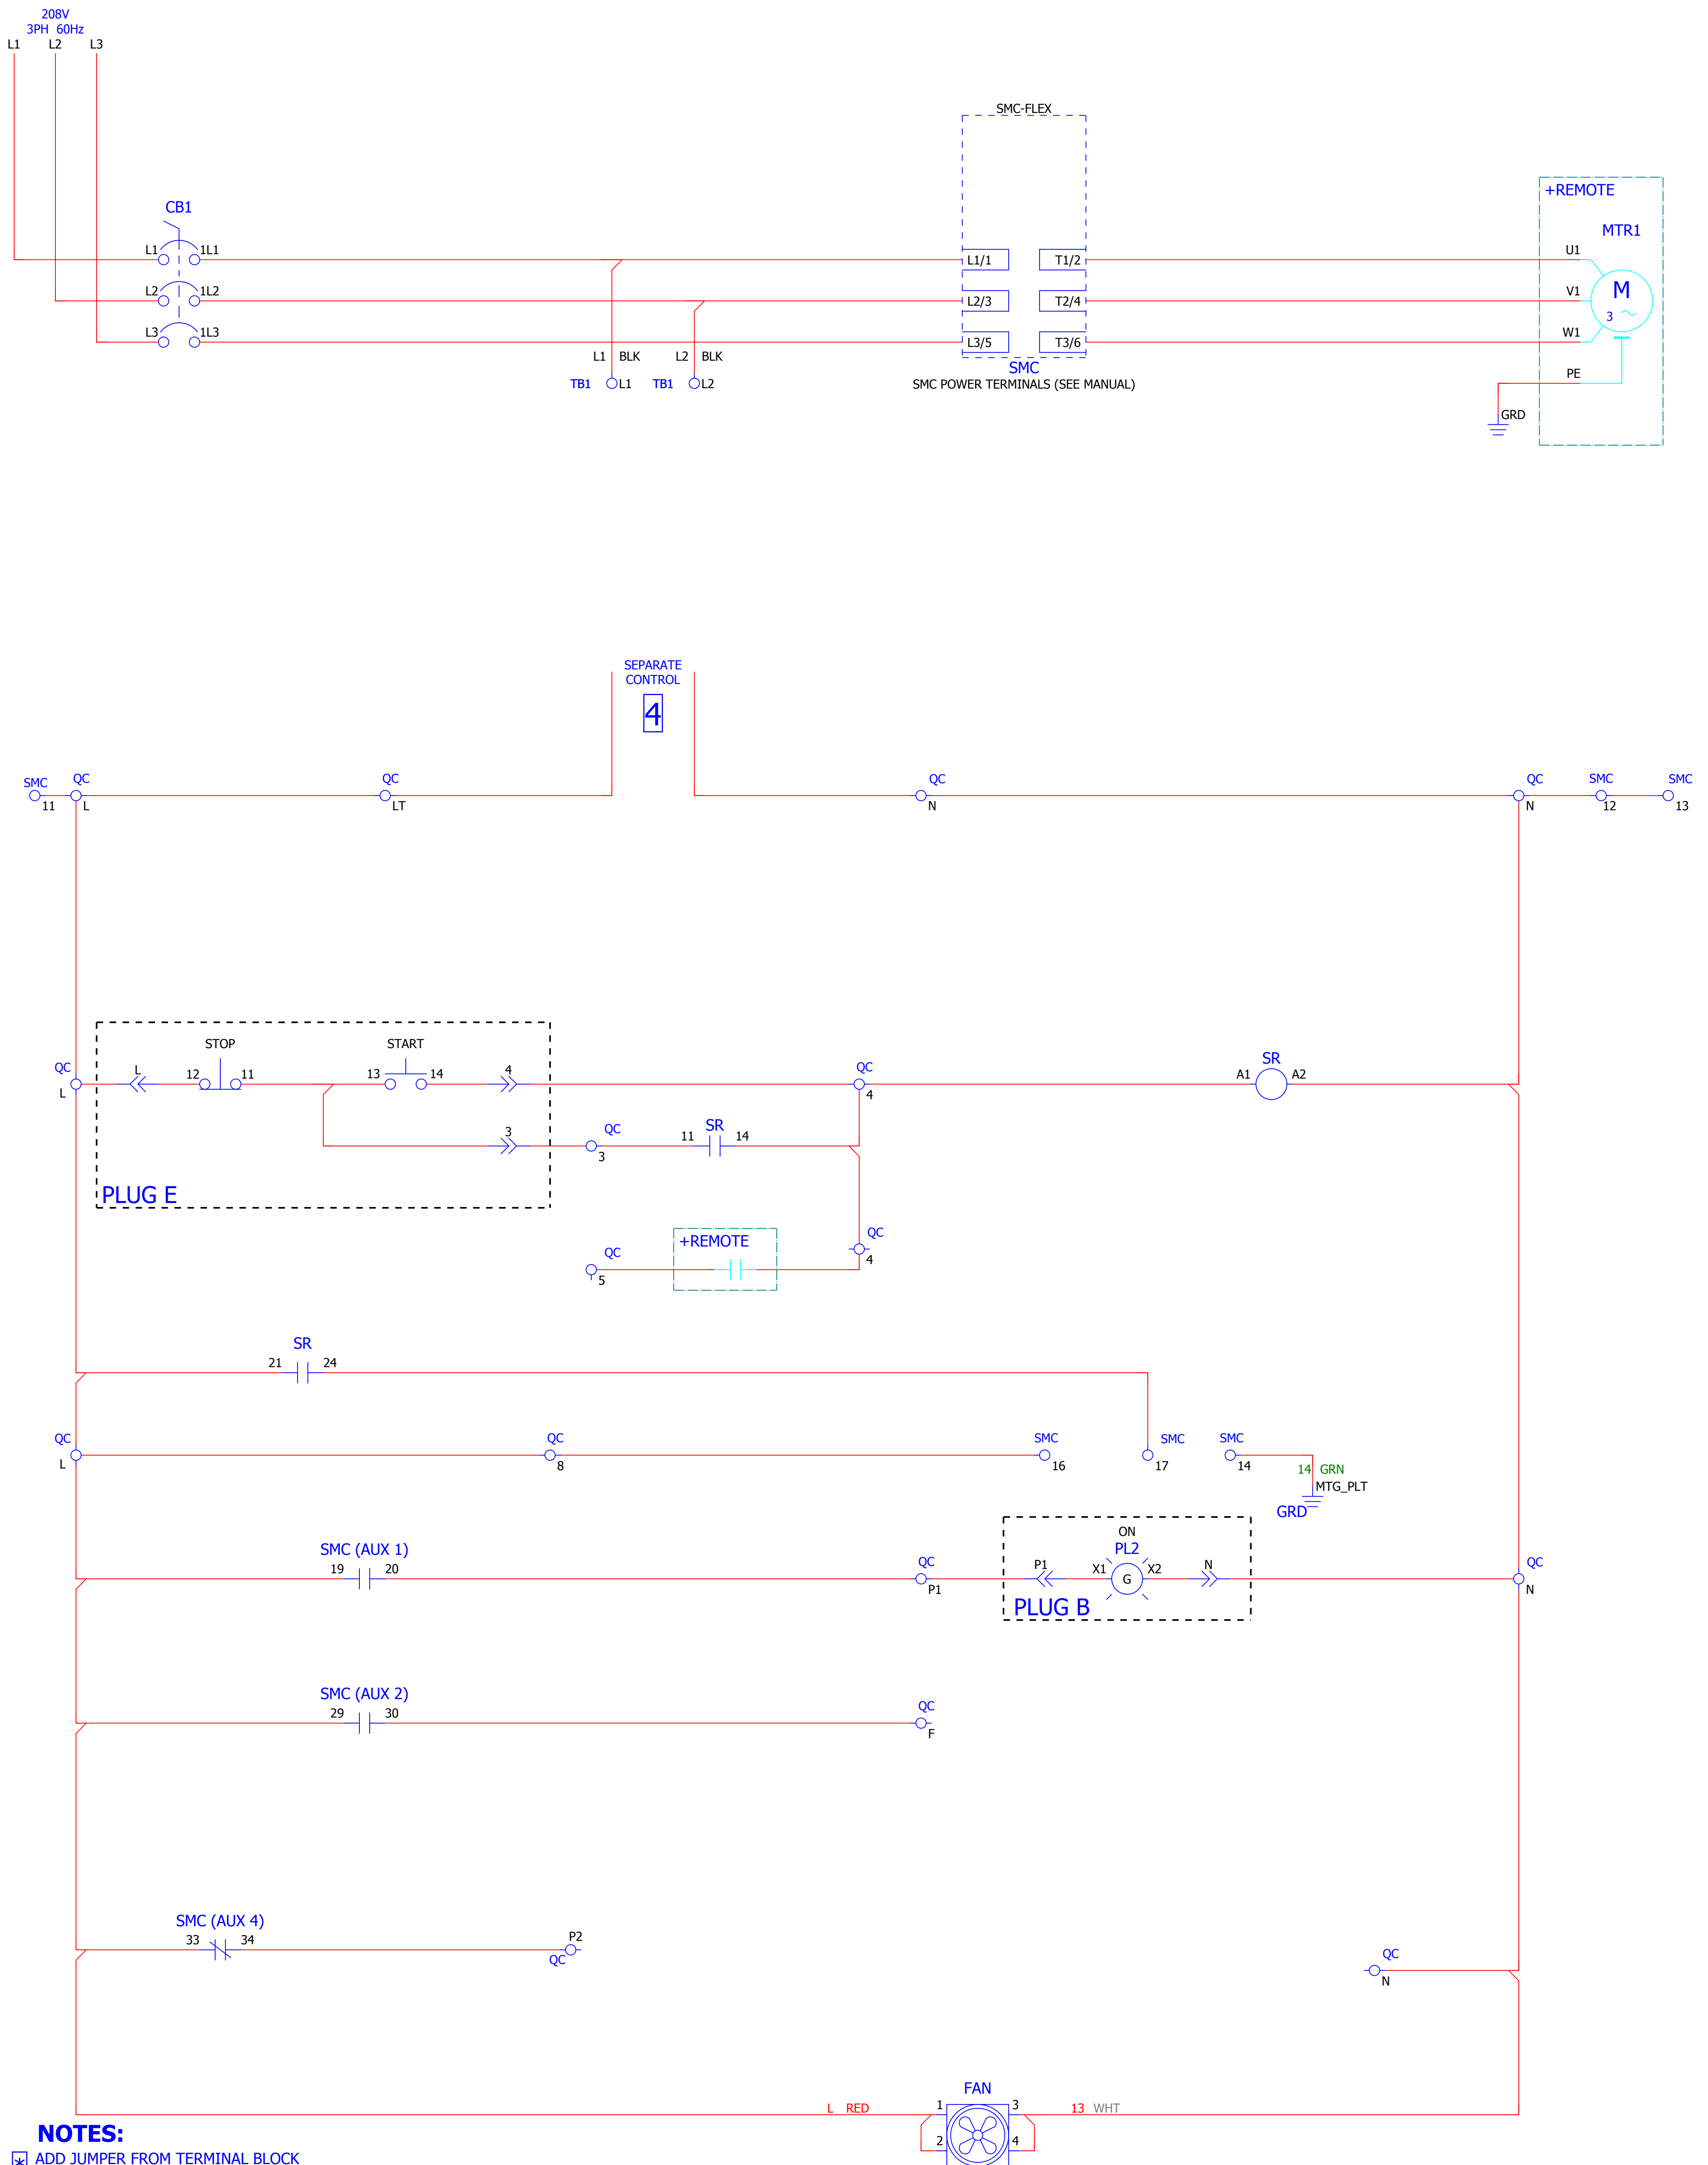 208V
3PH 60Hz
L1 L2 L3
SMC-FLEX
+REMOTE
CB1
MTR1
L1 1L1 L1/1 T1/2 U1
L2 1L2 L2/3 T2/4 V1
M
3
L3 1L3 L3/5 T3/6 W1
L1 BLK L2 BLK
SMC
PE
TB1 L1 TB1 L2
SMC POWER TERMINALS (SEE MANUAL)
GRD
SEPARATE
CONTROL
4
SMC QC QC QC QC SMC SMC
11 L LT N N 12 13
STOP START
QC L 12 11 13 14 4 QC SR
L 4 A1 A2
3 QC 11 SR 14
3
PLUG E
+REMOTE QC
QC 4
5
SR
21 24
QC QC SMC SMC SMC
L 8 16 17 14
14 GRN
MTG_PLT
GRD
ON
SMC (AUX 1) PL2
19 20 QC P1 X1 G X2 N QC
P1 N
PLUG B
SMC (AUX 2)
29 30 QC
F
SMC (AUX 4)
33 34 P2
QC QC
N
FAN
L RED 1 3 13 WHT
2 4
NOTES:
* ADD JUMPER FROM TERMINAL BLOCK